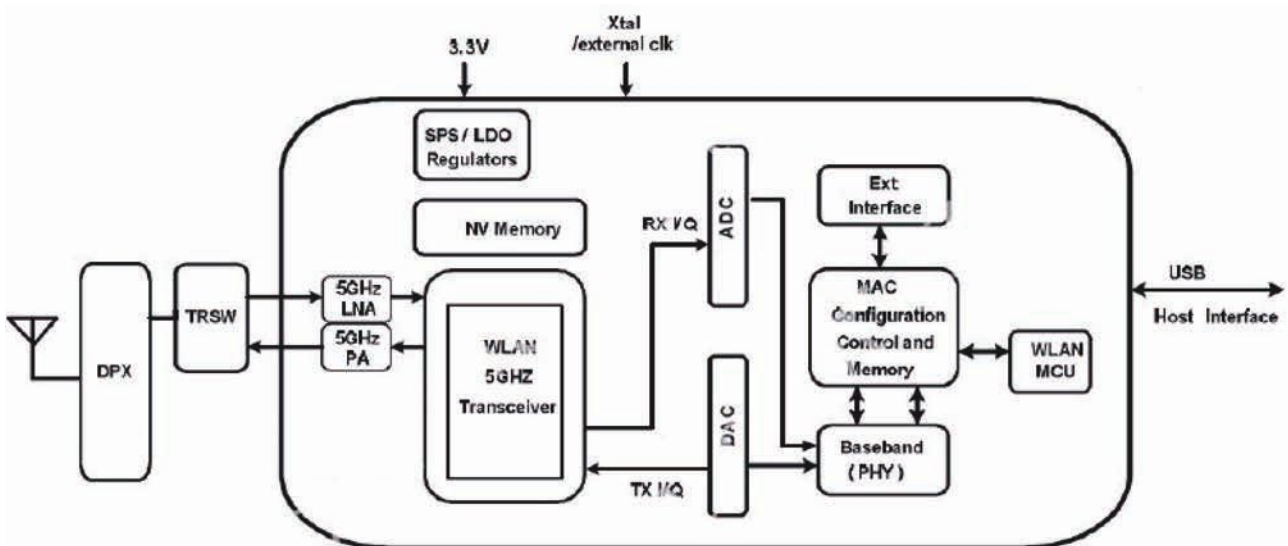 Xtal
/external clk
3.3V
SPS / LDO
Regulators
NV Memory
RX I/Q
ADC
Ext
Interface
DPX
TRSW
5GHz
LNA
5GHz
PA
WLAN
5GHZ
Transceiver
MAC
Configuration
Control and
Memory
WLAN
MCU
USB
Host Interface
DAC
TX I/Q
Baseband
(PHY)